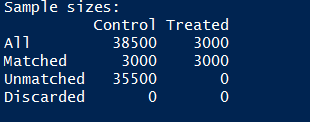 Sample sizes:
Control Treated
All 38500 3000
Matched 3000 3000
Unmatched 35500 0
Discarded 0 0